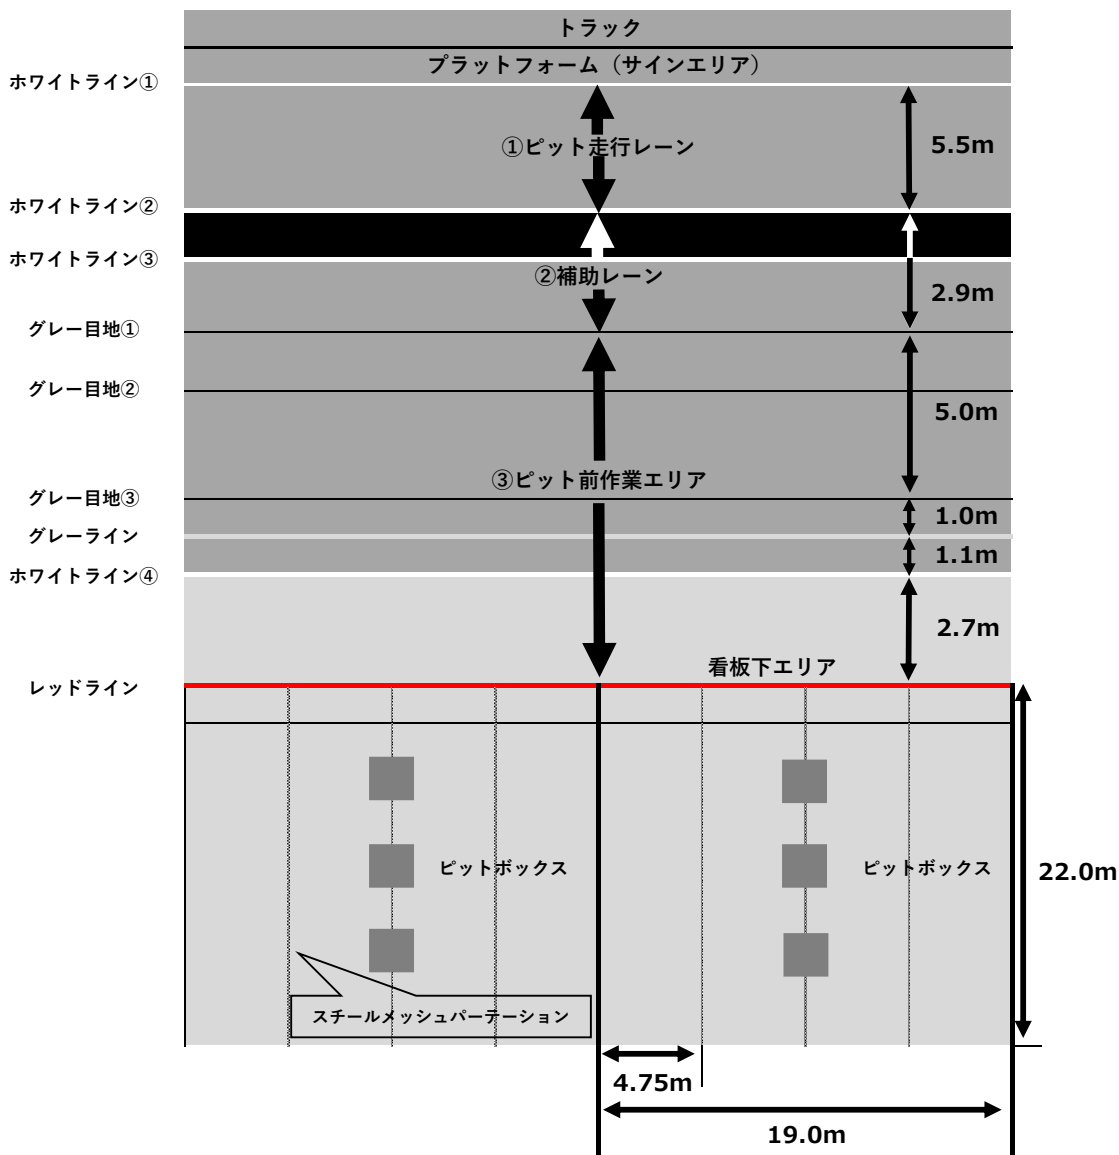 トラック
プラットフォーム（サインエリア）
ホワイトライン①
①ピット走行レーン
5.5m
ホワイトライン②
ホワイトライン③
②補助レーン
2.9m
グレー目地①
グレー目地②
5.0m
③ピット前作業エリア
グレー目地③
1.0m
グレーライン
1.1m
ホワイトライン④
2.7m
看板下エリア
レッドライン
ピットボックス
ピットボックス
22.0m
スチールメッシュパーテーション
4.75m
19.0m